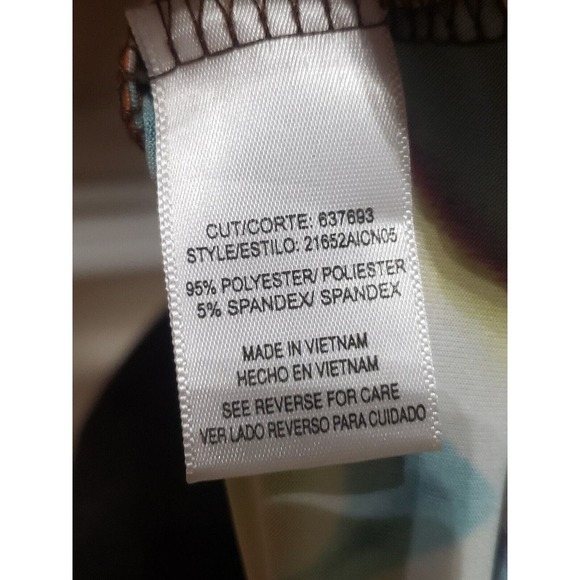 CUT/CORTE: 637693
STYLE/ESTILO: 21652AICN05
95% POLYESTER/ POLIESTER
5% SPANDEX/ SPANDEX
MADE IN VIETNAM
HECHO EN VIETNAM
SEE REVERSE FOR CARE
VER LADO REVERSO PARA CUIDADO